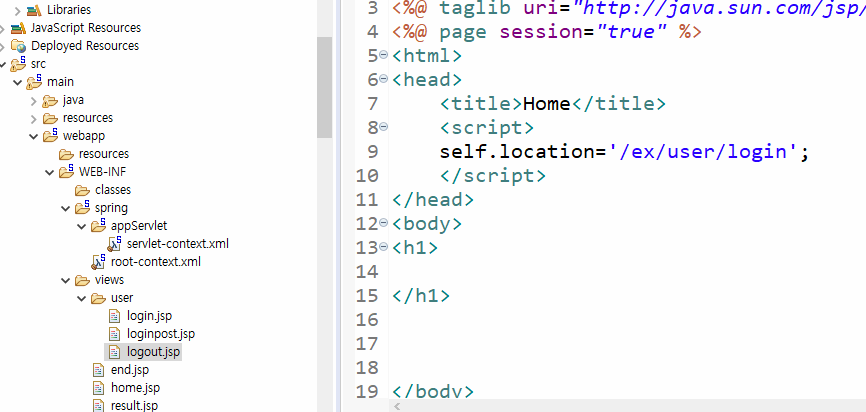 Libraries
JavaScript Resources
Deployed Resources
src
main
java
resources
webapp
resources
WEB-INF
classes
spring
appServlet
servlet-context.xml
root-context.xml
views
user
login.jsp
loginpost.jsp
logout.jsp
end.jsp
home.jsp
result.jsp
3 <%@ taglib uri="http://java.sun.com/jsp/
4 <%@ page session="true" %>
5 <html>
6 <head>
7 <title>Home</title>
8 <script>
9 self.location='/ex/user/login';
10 </script>
11 </head>
12 <body>
13 <h1>
14
15 </h1>
16
17
18
19 </body>